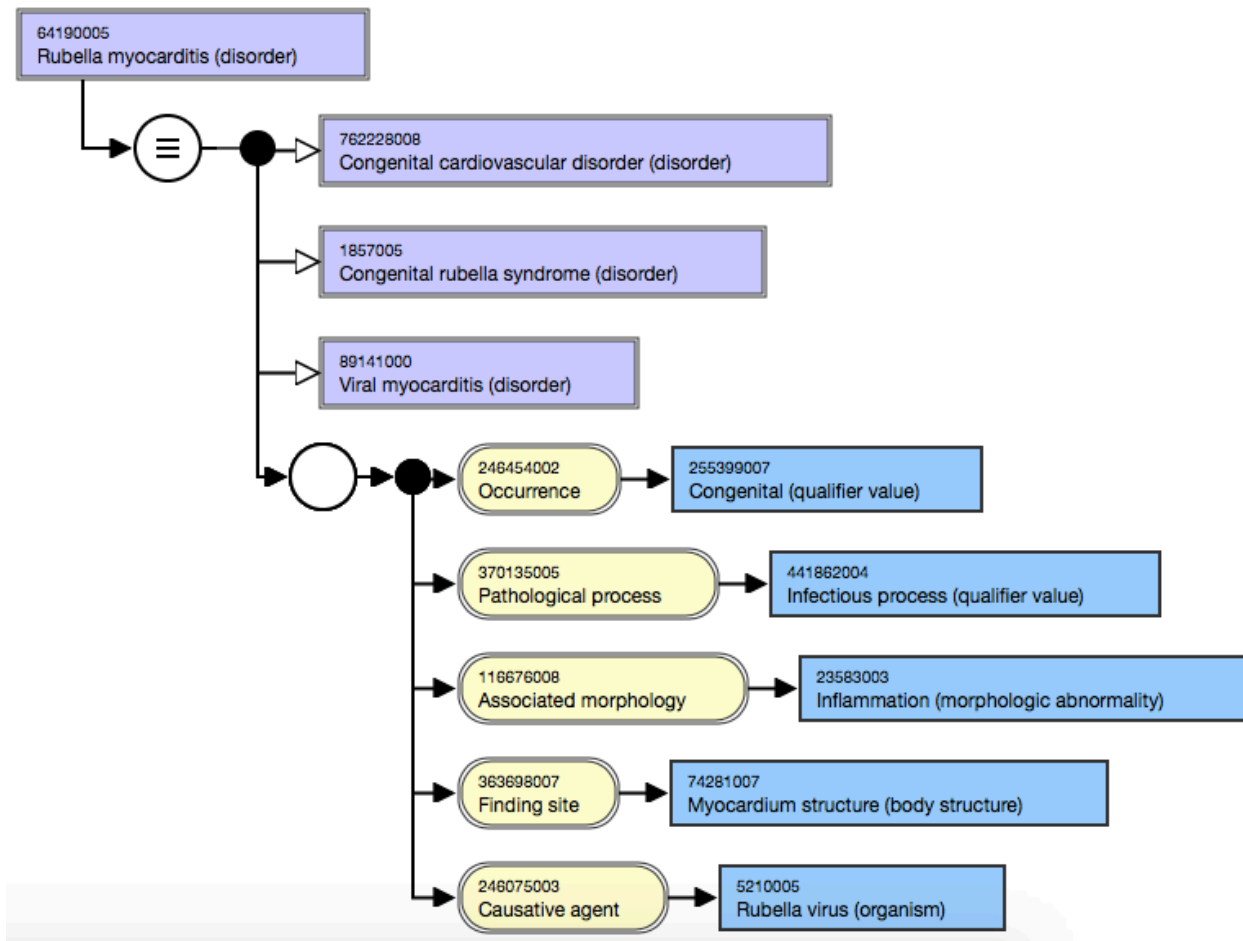 64190005
Rubella myocarditis (disorder)
762228008
Congenital cardiovascular disorder (disorder)
1857005
Congenital rubella syndrome (disorder)
89141000
Viral myocarditis (disorder)
246454002
Occurrence
255399007
Congenital (qualifier value)
370135005
Pathological process
441862004
Infectious process (qualifier value)
116676008
Associated morphology
23583003
Inflammation (morphologic abnormality)
363698007
Finding site
74281007
Myocardium structure (body structure)
246075003
Causative agent
5210005
Rubella virus (organism)